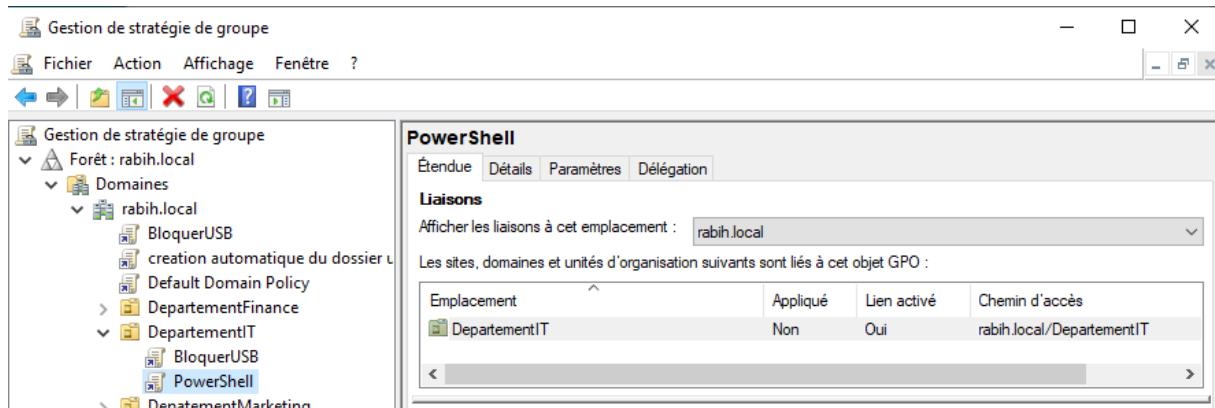 Gestion de stratégie de groupe
Fichier Action Affichage Fenêtre ?
Gestion de stratégie de groupe
Forêt : rabih.local
Domaines
rabih.local
BloquerUSB
creation automatique du dossier u
Default Domain Policy
DepartementFinance
DepartementIT
BloquerUSB
PowerShell
DepatementMarketing
PowerShell
Étendue Détails Paramètres Délégation
Liaisons
Afficher les liaisons à cet emplacement : rabih.local
Les sites, domaines et unités d'organisation suivants sont liés à cet objet GPO :
Emplacement Appliqué Lien activé Chemin d'accès
DepartementIT Non Oui rabih.local/DepartementIT